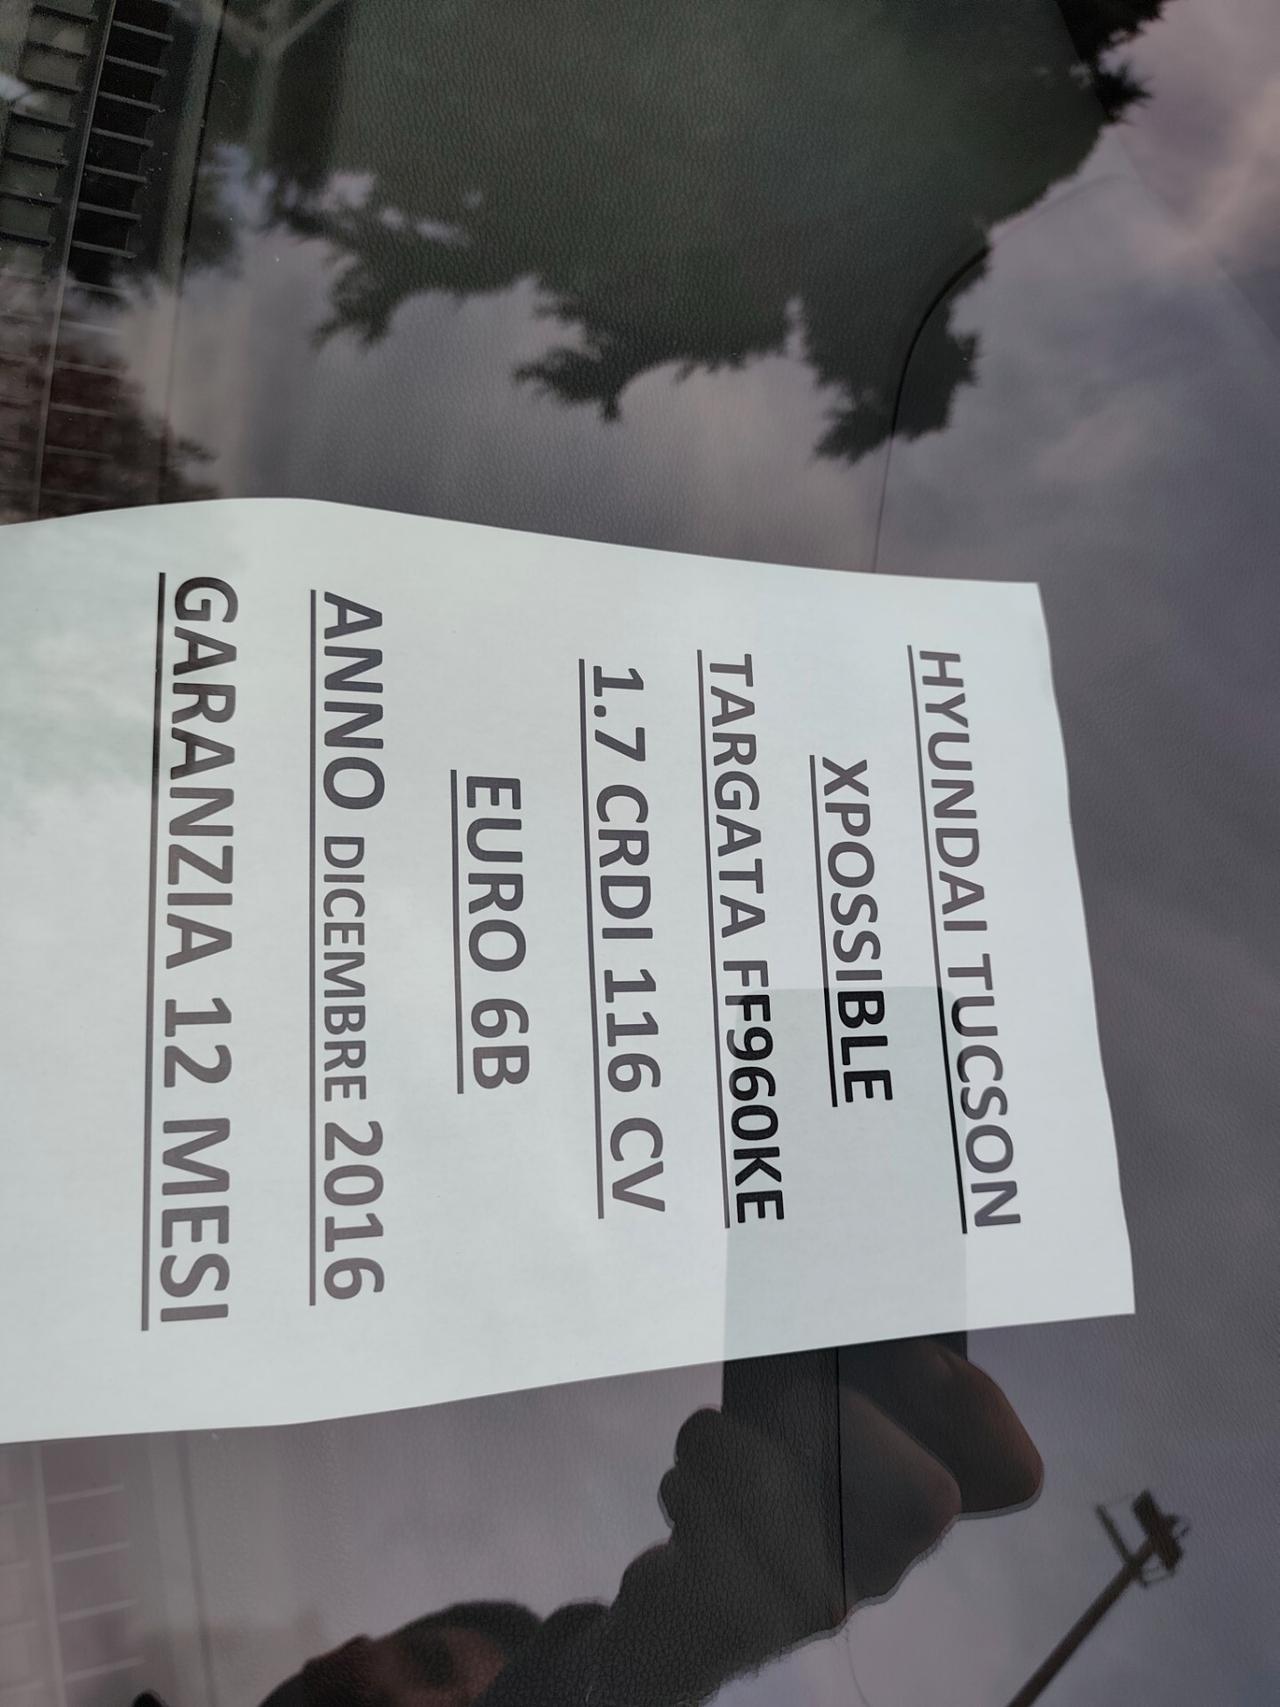 HYUNDAI TUCSON
XPOSSIBLE
TARGATA FF960KE
1.7 CRDI 116 CV
EURO 6B
ANNO DICEMBRE 2016
GARANZIA 12 MESI